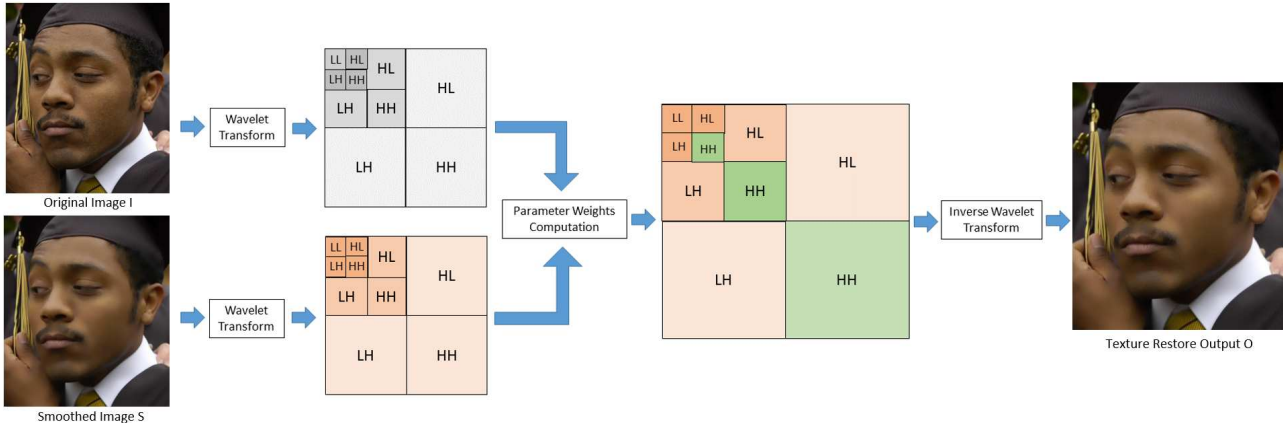 Original Image I
Wavelet
Transform
LL HL
LH HH
HL
LH HH
HL
LH HH
Smoothed Image S
Wavelet
Transform
LL HL
LH HH
HL
LH HH
HL
LH HH
Parameter Weights
Computation
LL HL
LH HH
HL
LH HH
HL
LH HH
Inverse Wavelet
Transform
Texture Restore Output O